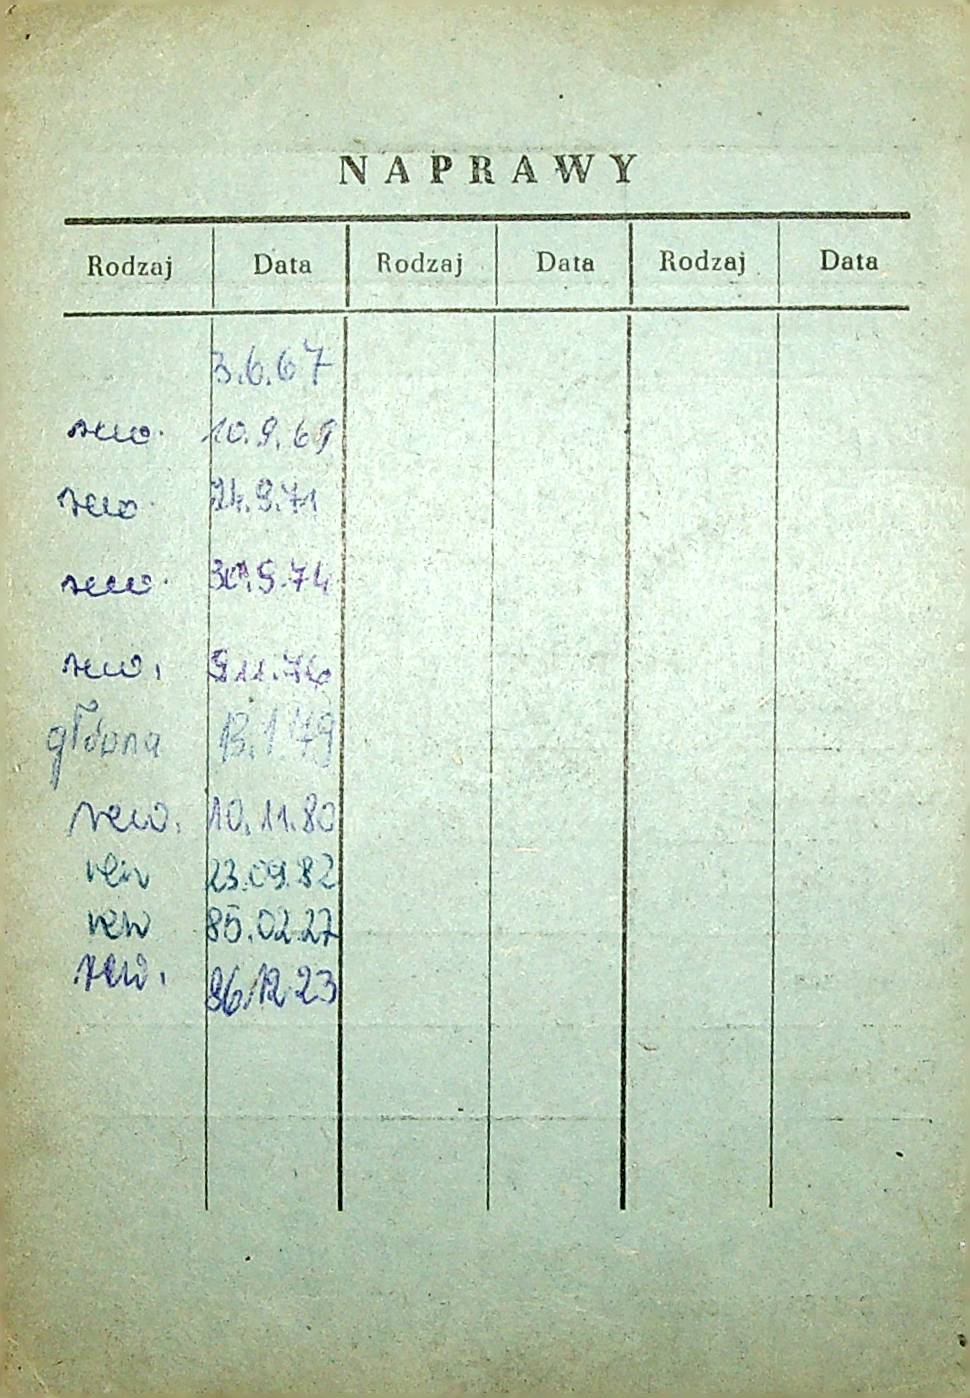 NAPRAWY
Rodzaj Data Rodzaj Data Rodzaj Data
3.6.67
rew. 10.9.69
rew. 24.9.71
rew. 30.9.74
rew. 9.11.76
główna 13.1.79
rew. 10.11.80
rew 23.09.82
rew 85.02.27
rew. 86.12.23